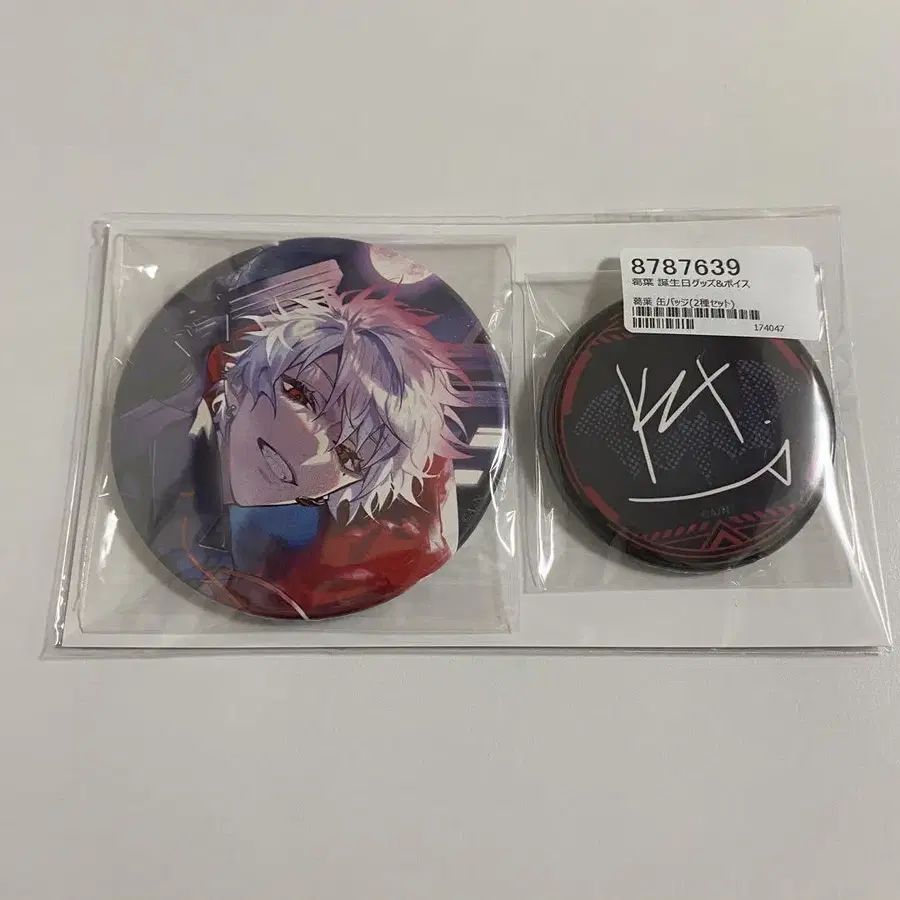 8787639
葛葉 誕生日グッズ&ボイス
葛葉 缶バッジ(2種セット)
174047